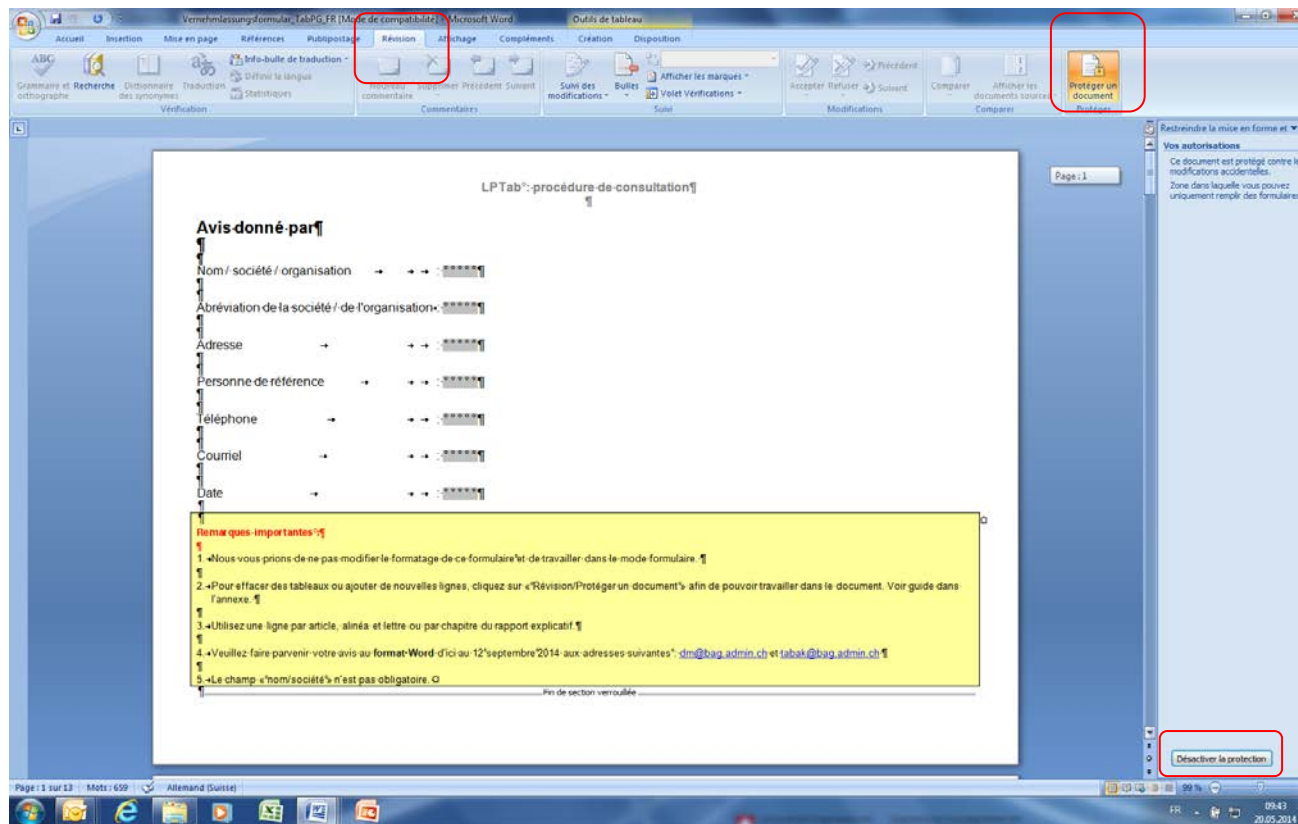 Vernehmlassungsformular_TabPG_FR [Mode de compatibilité] - Microsoft Word
Outils de tableau
Accueil Insertion Mise en page Références Publipostage Révision Affichage Compléments Création Disposition
ABC
Grammaire et orthographe
Recherche
Dictionnaire des synonymes
Traduction
Info-bulle de traduction
Définir la langue
Statistiques
Vérification
Nouveau commentaire
Supprimer
Précédent
Suivant
Commentaires
Suivi des modifications
Bulles
Afficher les marques
Volet Vérifications
Suivi
Accepter
Refuser
Précédent
Suivant
Modifications
Comparer
Afficher les documents sources
Comparer
Protéger un document
Protéger
Restreindre la mise en forme et
Vos autorisations
Ce document est protégé contre le
modifications accidentelles.
Zone dans laquelle vous pouvez
uniquement remplir des formulaires
Page : 1
LPTab : procédure de consultation¶
¶
Avis donné par¶
Nom / société / organisation :
Abréviation de la société / de l'organisation :
Adresse :
Personne de référence :
Téléphone :
Courriel :
Date :
Remarques importantes :¶
1. Nous vous prions de ne pas modifier le formatage de ce formulaire et de travailler dans le mode formulaire. ¶
2. Pour effacer des tableaux ou ajouter de nouvelles lignes, cliquez sur « Révision/Protéger un document » afin de pouvoir travailler dans le document. Voir guide dans
l'annexe. ¶
3. Utilisez une ligne par article, alinéa et lettre ou par chapitre du rapport explicatif.¶
4. Veuillez faire parvenir votre avis au format Word d'ici au 12 septembre 2014 aux adresses suivantes : dm@bag.admin.ch et tabak@bag.admin.ch ¶
5. Le champ « nom/société » n'est pas obligatoire.
Fin de section verrouillée
Désactiver la protection
Page : 1 sur 13 Mots : 659 Allemand (Suisse)
99 %
FR
09:43
20.05.2014